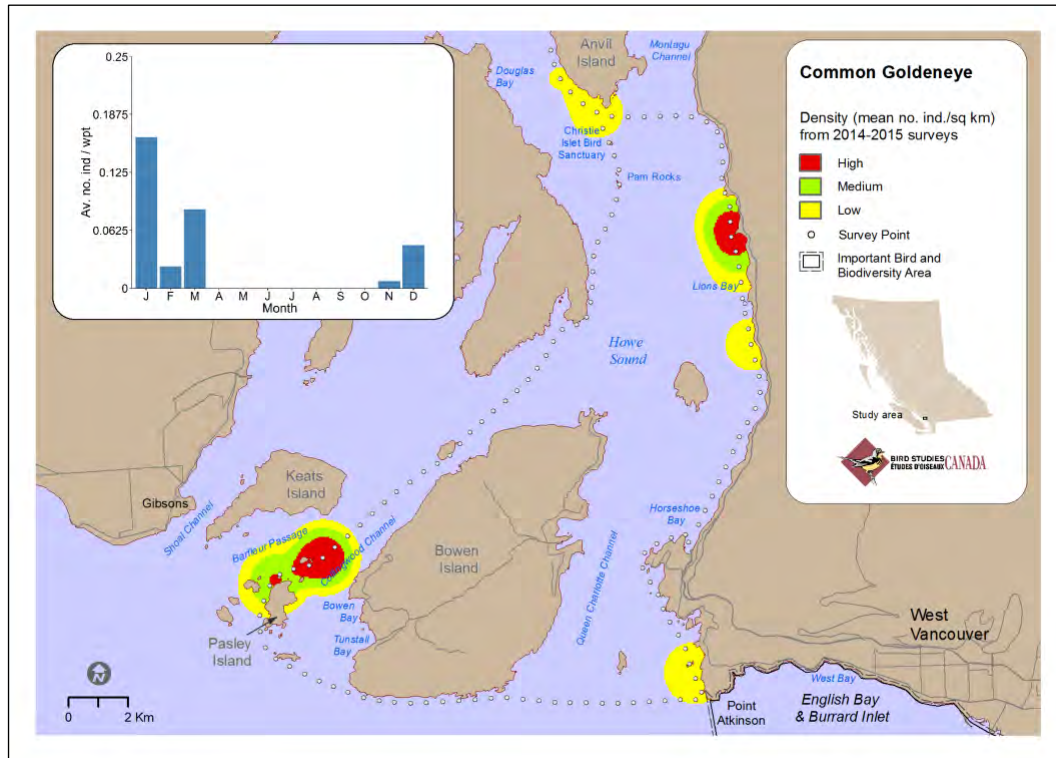 0.25
0.1875
0.125
0.0625
0
Av. no. ind / wpt
J F M A M J J A S O N D
Month
Anvil
Island
Montagu
Channel
Douglas
Bay
Christie
Islet Bird
Sanctuary
Pam Rocks
Lions Bay
Howe
Sound
Keats
Island
Gibsons
Shoal Channel
Barfleur Passage
Collingwood Channel
Bowen
Island
Bowen
Bay
Tunstall
Bay
Pasley
Island
Queen Charlotte Channel
Horseshoe
Bay
West
Vancouver
West Bay
Point
Atkinson
English Bay
& Burrard Inlet
N
0 2 Km
Common Goldeneye
Density (mean no. ind./sq km)
from 2014-2015 surveys
High
Medium
Low
Survey Point
Important Bird and
Biodiversity Area
Study area
BIRD STUDIES
ÉTUDES D'OISEAUX CANADA